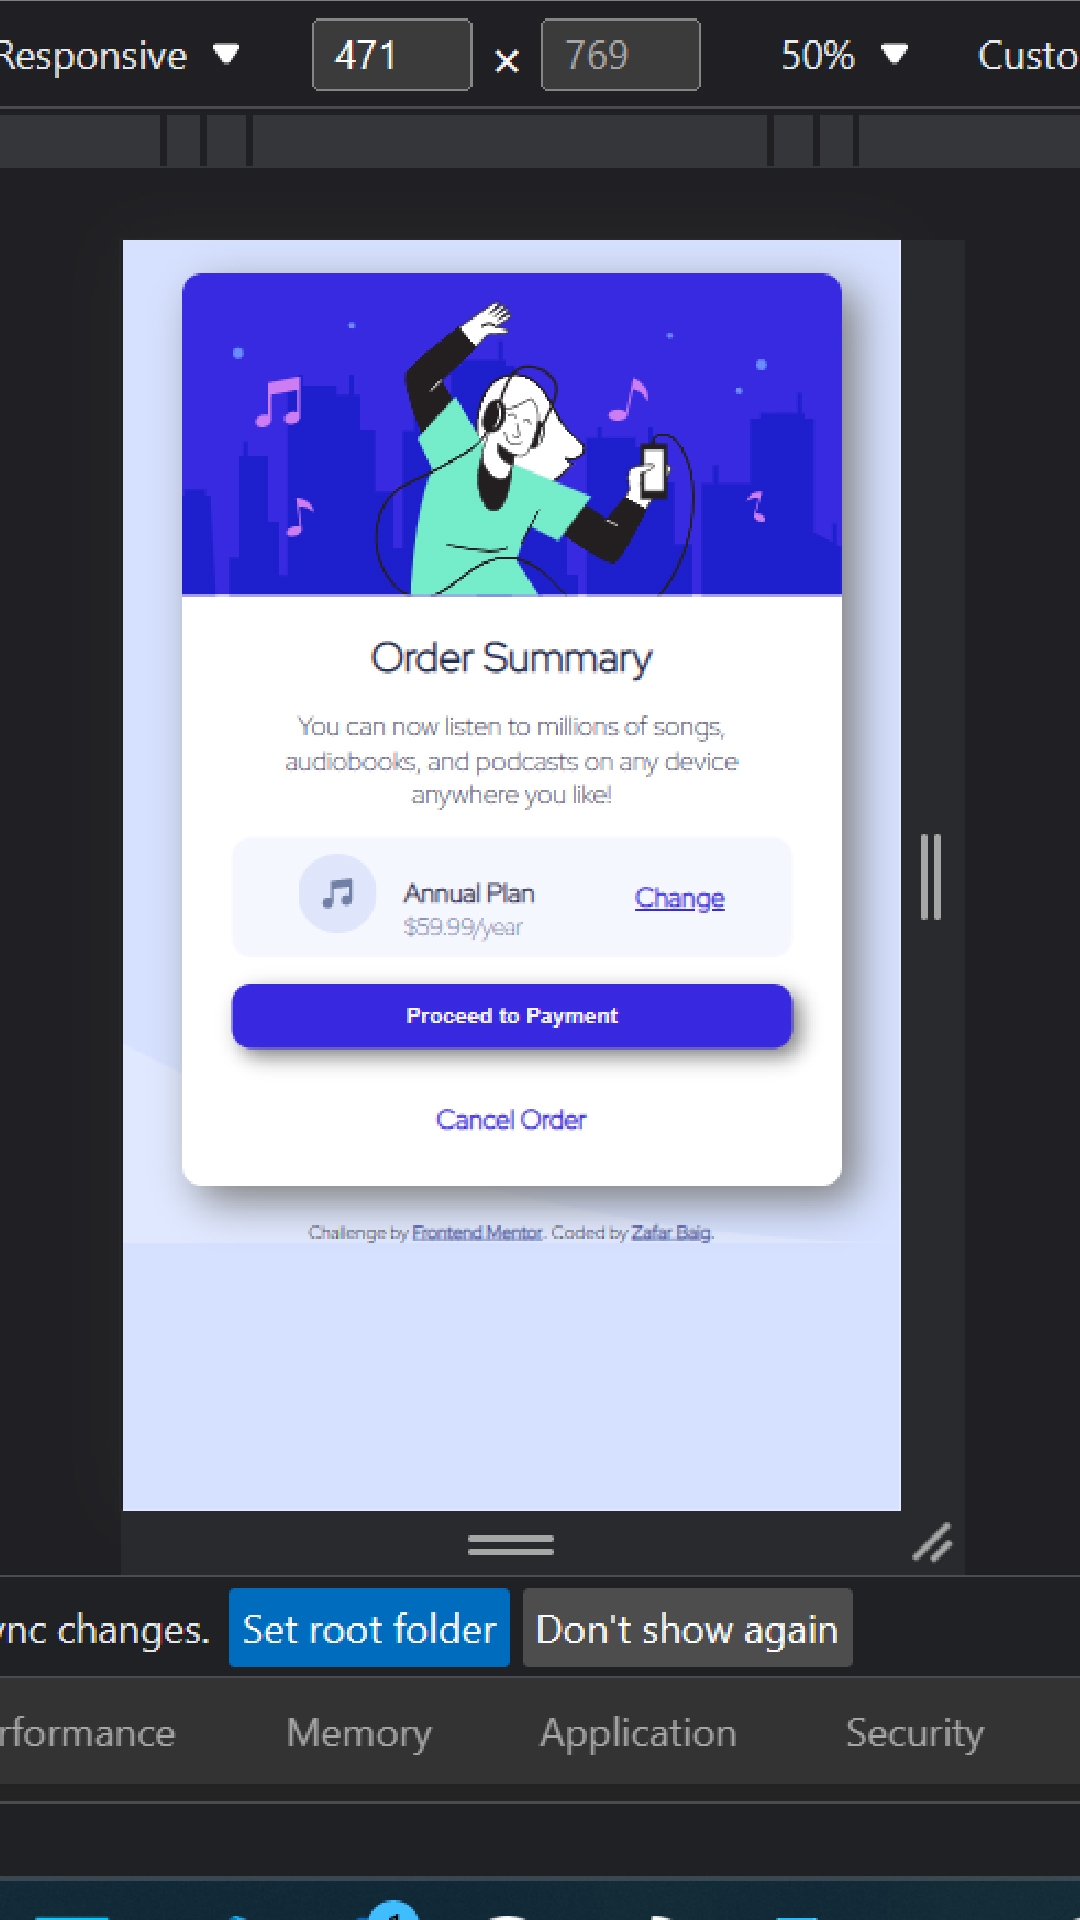 Responsive 471 × 769 50% Custo
Order Summary
You can now listen to millions of songs,
audiobooks, and podcasts on any device
anywhere you like!
Annual Plan
$59.99/year
Change
Proceed to Payment
Cancel Order
Challenge by Frontend Mentor. Coded by Zafar Baig.
ync changes. Set root folder Don't show again
rformance Memory Application Security